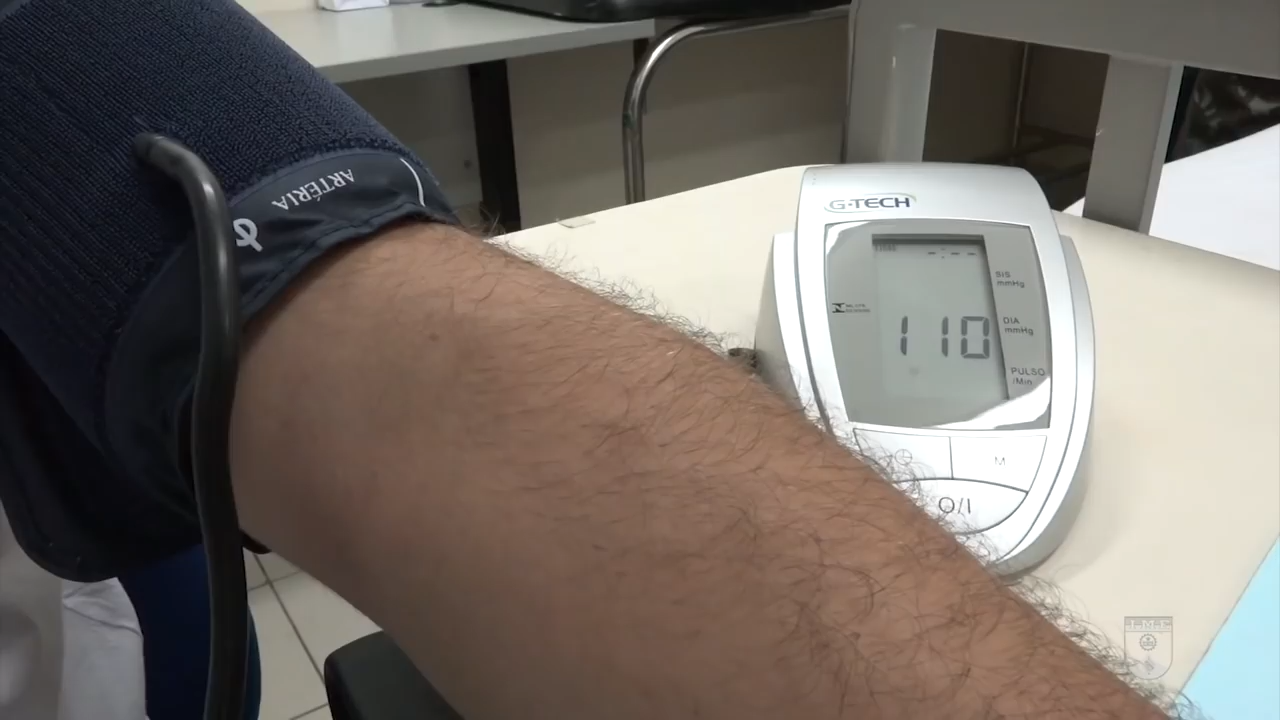 ARTÉRIA
G-TECH
SIS
mmHg
110
DIA
mmHg
PULSO
/Min
M
O/I